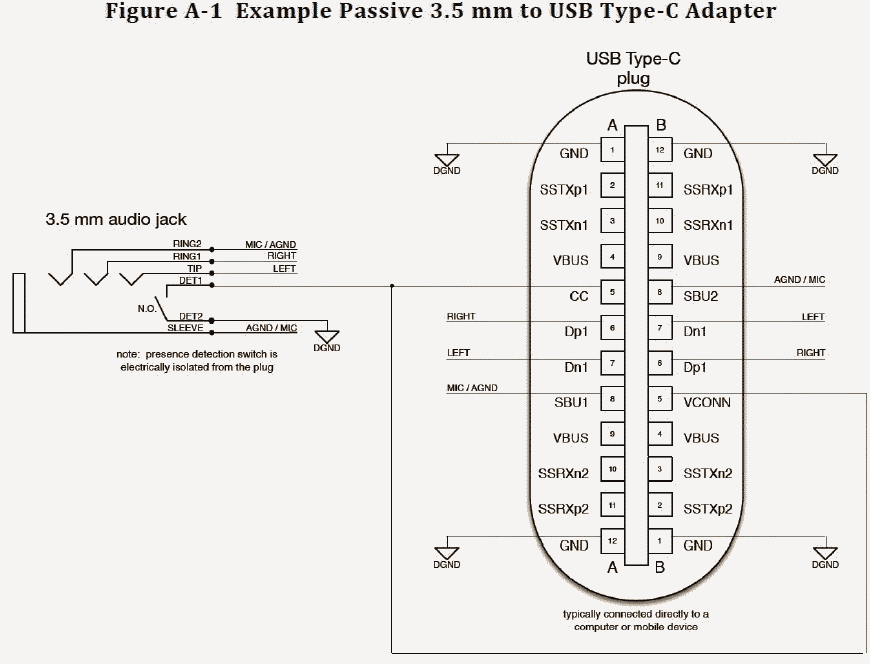 Figure A-1 Example Passive 3.5 mm to USB Type-C Adapter
USB Type-C
plug
A B
GND 1 12 GND
DGND DGND
SSTXp1 2 11 SSRXp1
SSTXn1 3 10 SSRXn1
VBUS 4 9 VBUS
CC 5 8 SBU2 AGND / MIC
RIGHT Dp1 6 7 Dn1 LEFT
LEFT Dn1 7 6 Dp1 RIGHT
MIC / AGND SBU1 8 5 VCONN
VBUS 9 4 VBUS
SSRXn2 10 3 SSTXn2
SSRXp2 11 2 SSTXp2
GND 12 1 GND
DGND DGND
A B
typically connected directly to a
computer or mobile device
3.5 mm audio jack
RING2 MIC / AGND
RING1 RIGHT
TIP LEFT
DET1
N.O.
DET2
SLEEVE AGND / MIC
DGND
note: presence detection switch is
electrically isolated from the plug